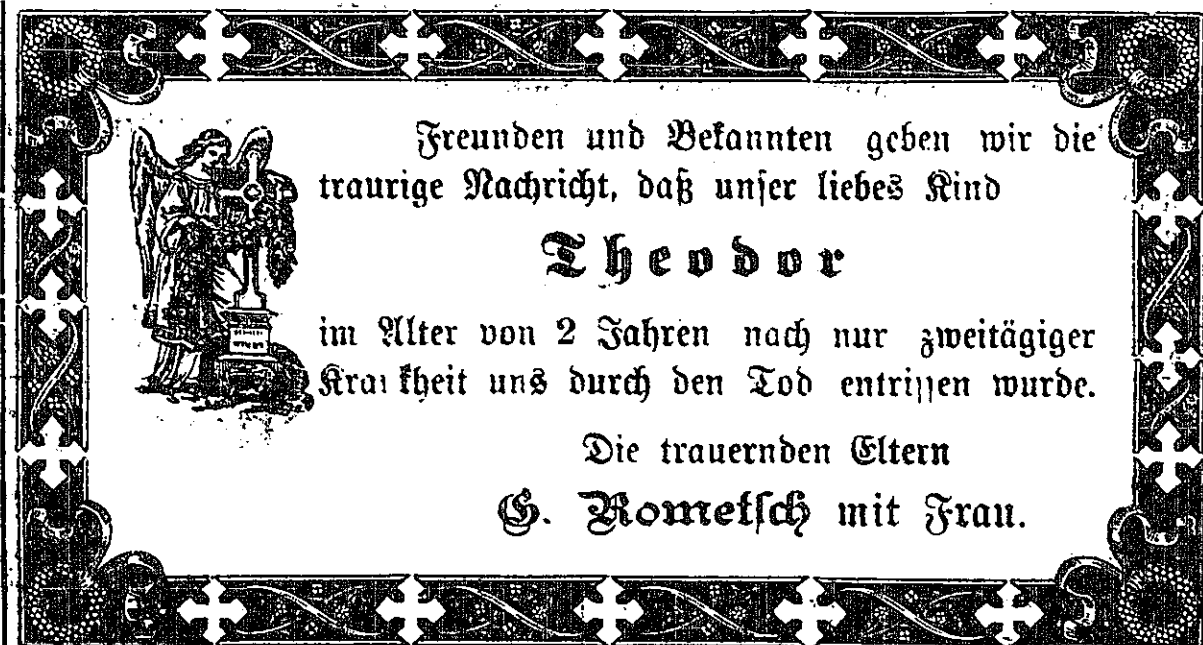 Freunden und Bekannten geben wir die
traurige Nachricht, daß unser liebes Kind
Theodor
im Alter von 2 Jahren nach nur zweitägiger
Krankheit uns durch den Tod entrissen wurde.
Die trauernden Eltern
G. Rometsch mit Frau.